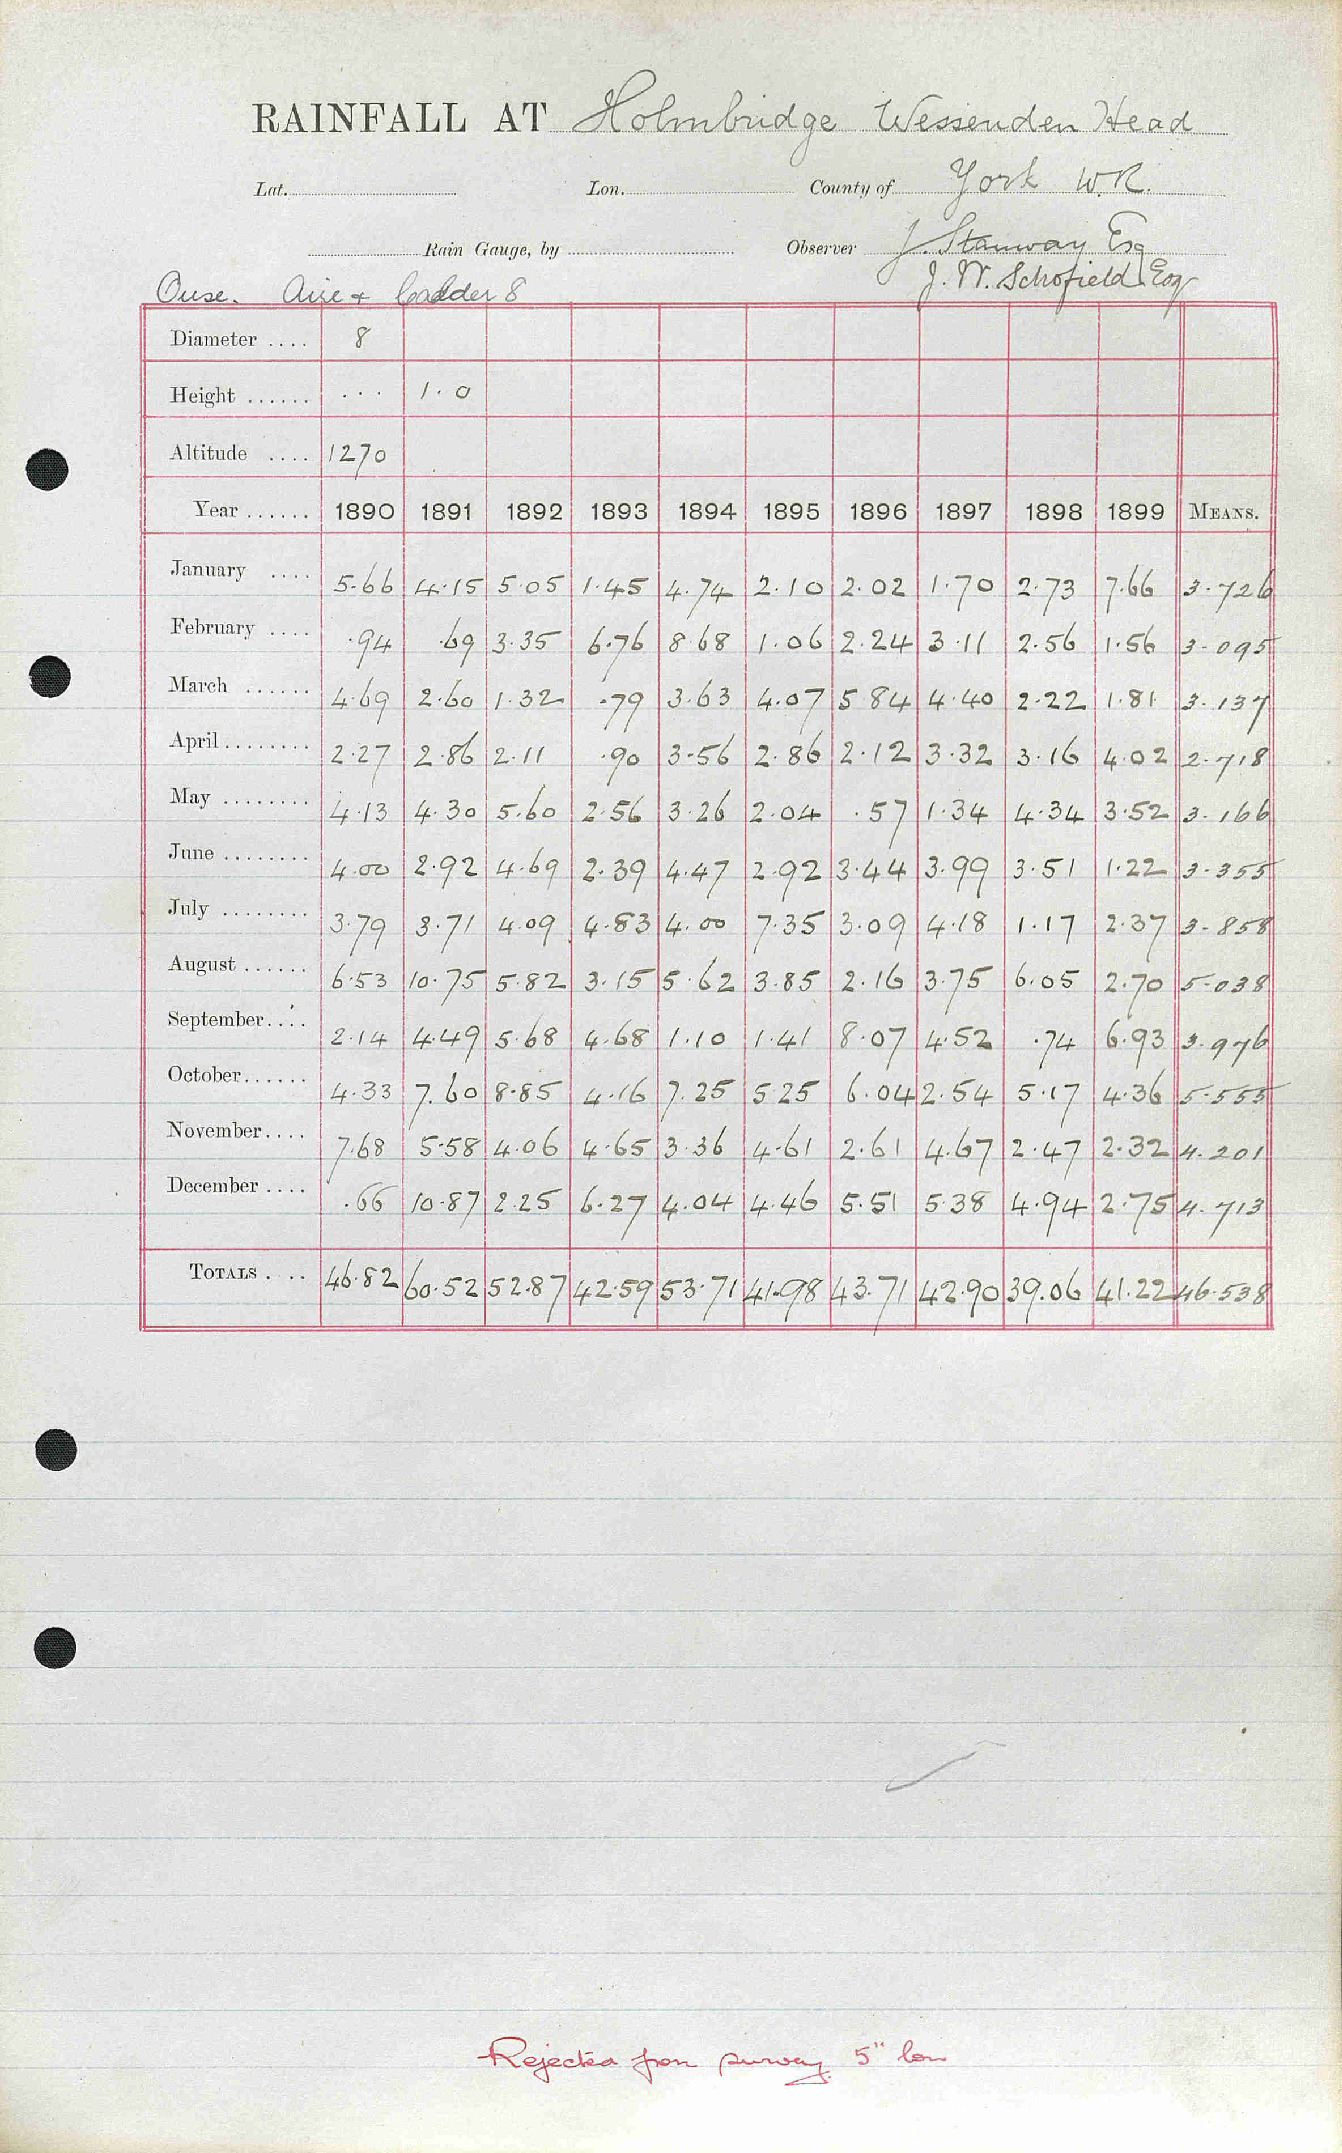 RAINFALL AT Holmbridge Wessenden Head
Lat. Lon. County of York W.R.
Rain Gauge, by Observer J. Stanway Esq
Ouse. Aire & Calder 8 J. W. Schofield Esq
Diameter .... 8
Height ...... ... 1.0
Altitude .... 1270
Year ...... 1890 1891 1892 1893 1894 1895 1896 1897 1898 1899 MEANS.
January .... 5.66 4.15 5.05 1.45 4.74 2.10 2.02 1.70 2.73 7.66 3.726
February .... .94 .69 3.35 6.76 8.68 1.06 2.24 3.11 2.56 1.56 3.095
March ...... 4.69 2.60 1.32 .79 3.63 4.07 5.84 4.40 2.22 1.81 3.137
April ........ 2.27 2.86 2.11 .90 3.56 2.86 2.12 3.32 3.16 4.02 2.718
May ........ 4.13 4.30 5.60 2.56 3.26 2.04 .57 1.34 4.34 3.52 3.166
June ........ 4.00 2.92 4.69 2.39 4.47 2.92 3.44 3.99 3.51 1.22 3.355
July ........ 3.79 3.71 4.09 4.83 4.00 7.35 3.09 4.18 1.17 2.37 3.858
August ...... 6.53 10.75 5.82 3.15 5.62 3.85 2.16 3.75 6.05 2.70 5.038
September.... 2.14 4.49 5.68 4.68 1.10 1.41 8.07 4.52 .74 6.93 3.976
October...... 4.33 7.60 8.85 4.16 7.25 5.25 6.04 2.54 5.17 4.36 5.555
November.... 7.68 5.58 4.06 4.65 3.36 4.61 2.61 4.67 2.47 2.32 4.201
December .... .66 10.87 2.25 6.27 4.04 4.46 5.51 5.38 4.94 2.75 4.713
TOTALS .... 46.82 60.52 52.87 42.59 53.71 41.98 43.71 42.90 39.06 41.22 46.538
Rejected from survey 5" low